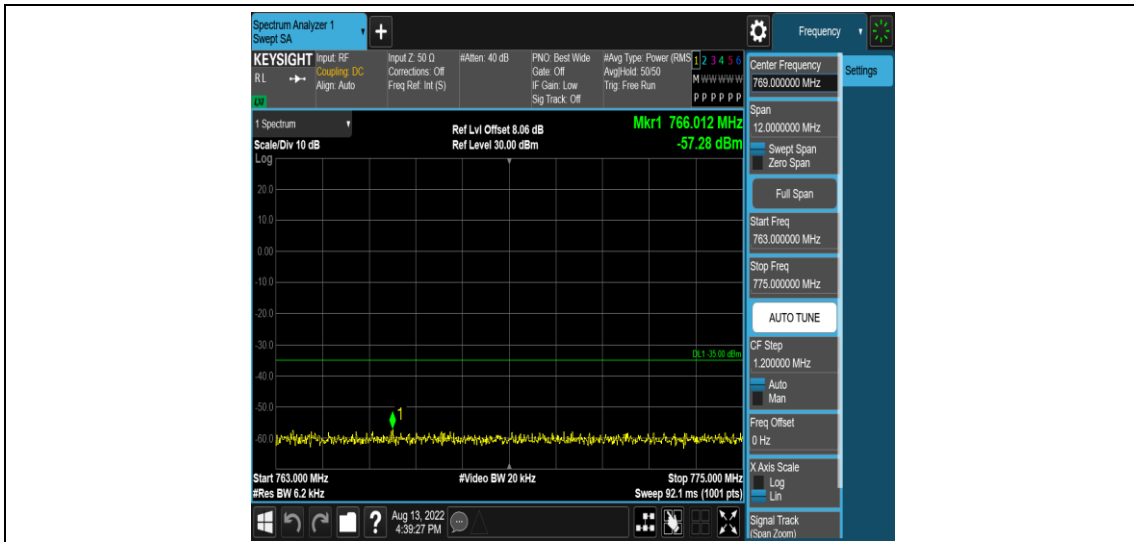 Spectrum Analyzer 1
Swept SA
+
Frequency
KEYSIGHT
RL
LXI
Input: RF
Coupling: DC
Align: Auto
Input Z: 50 Ω
Corrections: Off
Freq Ref: Int (S)
#Atten: 40 dB
PNO: Best Wide
Gate: Off
IF Gain: Low
Sig Track: Off
#Avg Type: Power (RMS
Avg|Hold: 50/50
Trig: Free Run
1 2 3 4 5 6
M W W W W W
P P P P P P
1 Spectrum
Scale/Div 10 dB
Ref Lvl Offset 8.06 dB
Ref Level 30.00 dBm
Mkr1 766.012 MHz
-57.28 dBm
Log
20.0
10.0
0.00
-10.0
-20.0
-30.0
DL1 -35.00 dBm
-40.0
-50.0
1
-60.0
Start 763.000 MHz
#Video BW 20 kHz
Stop 775.000 MHz
#Res BW 6.2 kHz
Sweep 92.1 ms (1001 pts)
Center Frequency
769.000000 MHz
Settings
Span
12.0000000 MHz
Swept Span
Zero Span
Full Span
Start Freq
763.000000 MHz
Stop Freq
775.000000 MHz
AUTO TUNE
CF Step
1.200000 MHz
Auto
Man
Freq Offset
0 Hz
X Axis Scale
Log
Lin
Signal Track
(Span Zoom)
?
Aug 13, 2022
4:39:27 PM